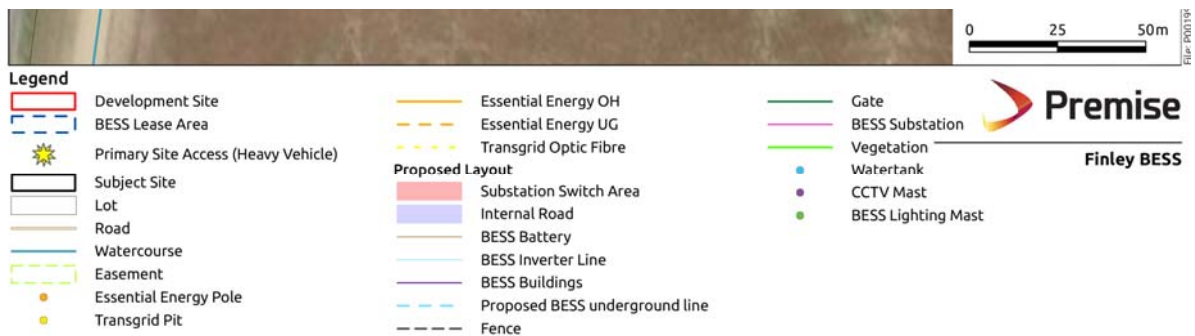 0 25 50m
File: P00199
Legend
Development Site
BESS Lease Area
Primary Site Access (Heavy Vehicle)
Subject Site
Lot
Road
Watercourse
Easement
Essential Energy Pole
Transgrid Pit
Essential Energy OH
Essential Energy UG
Transgrid Optic Fibre
Proposed Layout
Substation Switch Area
Internal Road
BESS Battery
BESS Inverter Line
BESS Buildings
Proposed BESS underground line
Fence
Gate
BESS Substation
Vegetation
Watertank
CCTV Mast
BESS Lighting Mast
Premise
Finley BESS